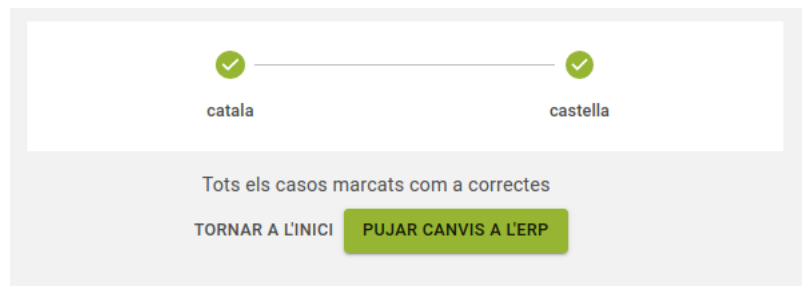 catala castella
Tots els casos marcats com a correctes
TORNAR A L'INICI PUJAR CANVIS A L'ERP